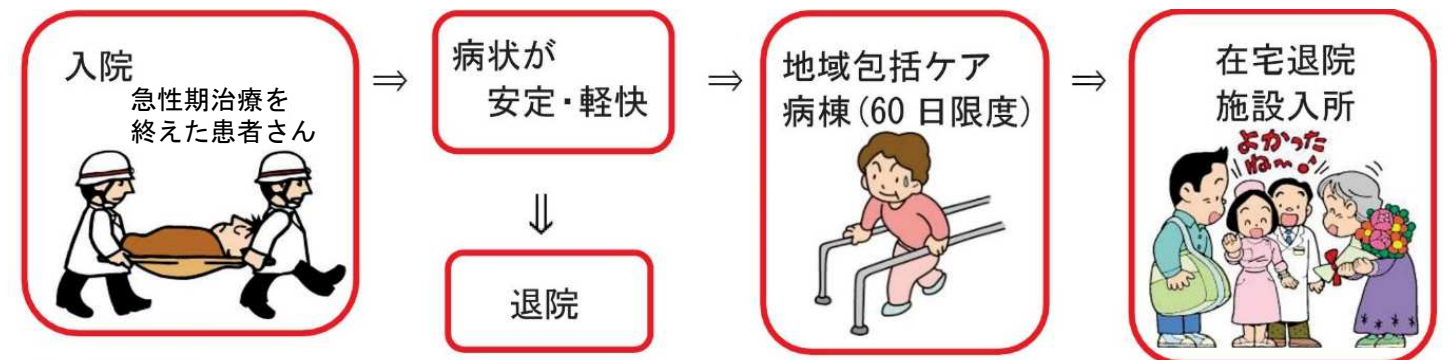 入院
急性期治療を
終えた患者さん
⇒
病状が
安定・軽快
⇓
退院
⇒
地域包括ケア
病棟(60日限度)
⇒
在宅退院
施設入所
よかった
ね～♪